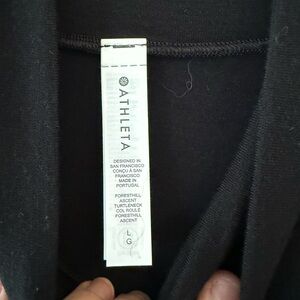 ATHLETA
DESIGNED IN
SAN FRANCISCO
CONÇU À SAN
FRANCISCO
MADE IN
PORTUGAL
FORESTHILL
ASCENT
TURTLENECK
COL ROULÉ
FORESTHILL
ASCENT
L
G